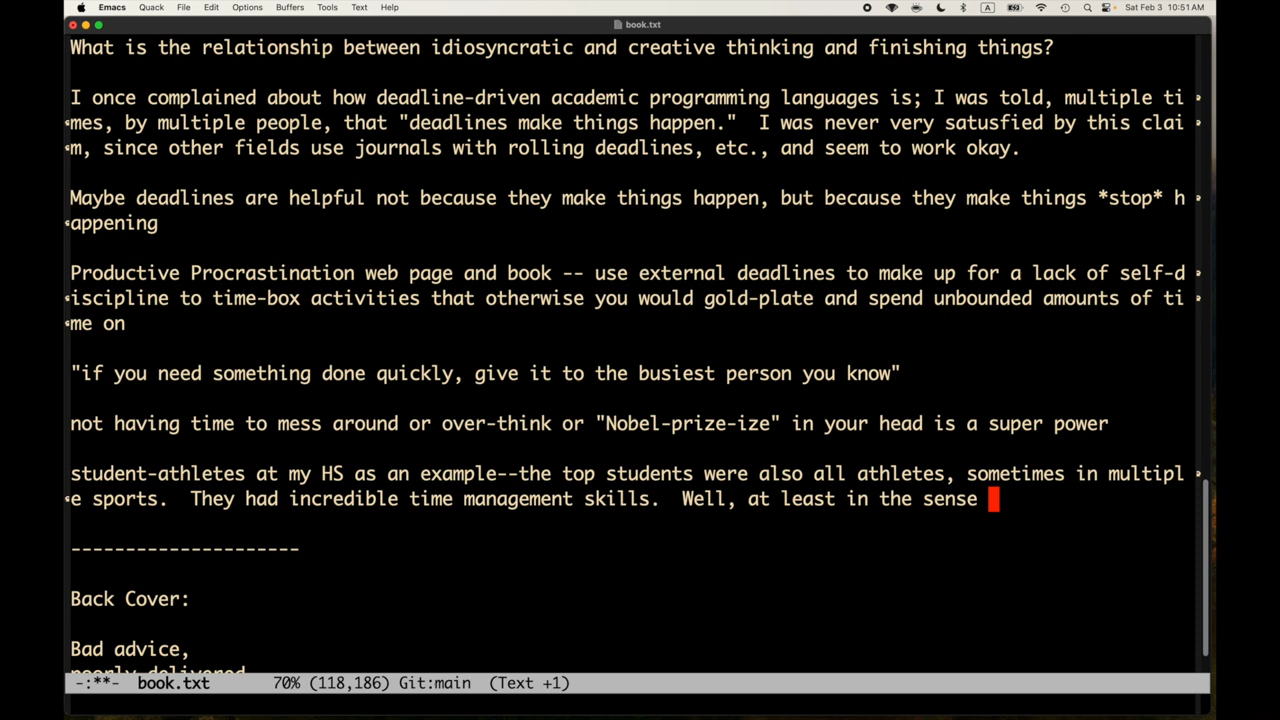 Emacs Quack File Edit Options Buffers Tools Text Help A Sat Feb 3 10:51 AM
book.txt
What is the relationship between idiosyncratic and creative thinking and finishing things?
I once complained about how deadline-driven academic programming languages is; I was told, multiple ti
mes, by multiple people, that "deadlines make things happen."  I was never very satusfied by this clai
m, since other fields use journals with rolling deadlines, etc., and seem to work okay.
Maybe deadlines are helpful not because they make things happen, but because they make things *stop* h
appening
Productive Procrastination web page and book -- use external deadlines to make up for a lack of self-d
iscipline to time-box activities that otherwise you would gold-plate and spend unbounded amounts of ti
me on
"if you need something done quickly, give it to the busiest person you know"
not having time to mess around or over-think or "Nobel-prize-ize" in your head is a super power
student-athletes at my HS as an example--the top students were also all athletes, sometimes in multipl
e sports.  They had incredible time management skills.  Well, at least in the sense
---------------------
Back Cover:
Bad advice,
poorly delivered
-:**-  book.txt      70% (118,186) Git:main  (Text +1)